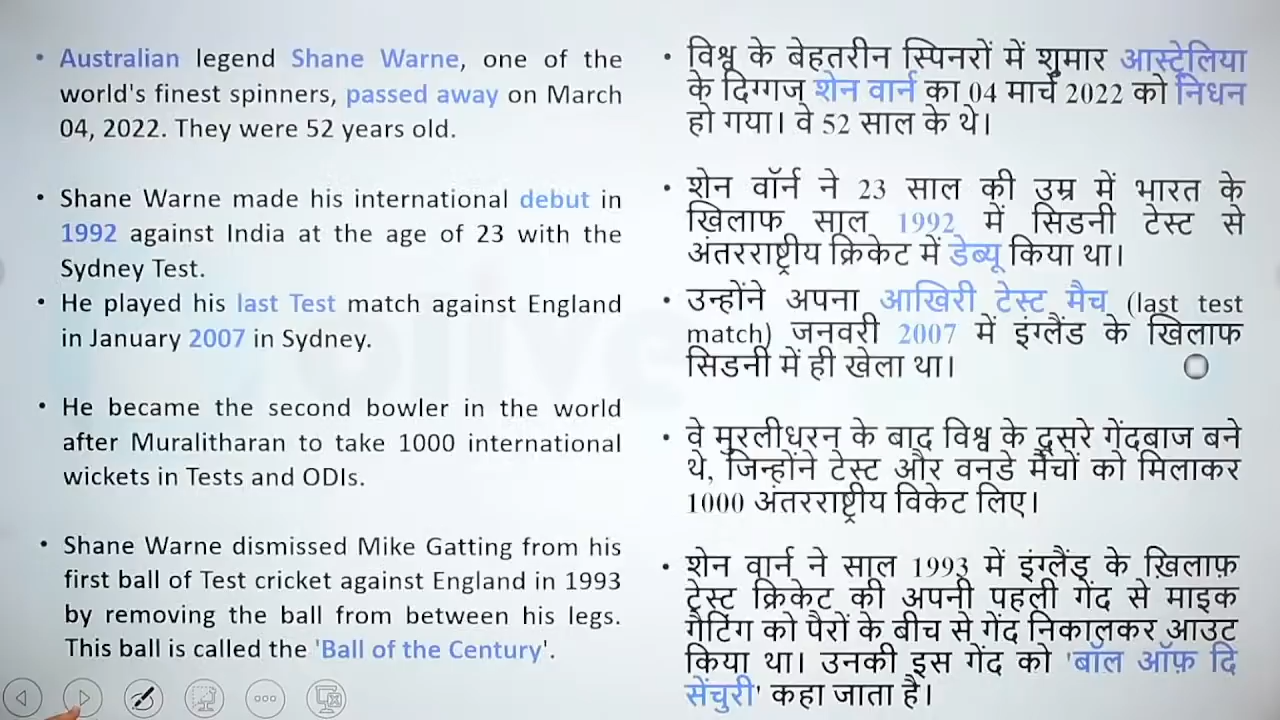 • Australian legend Shane Warne, one of the
world's finest spinners, passed away on March
04, 2022. They were 52 years old.
• Shane Warne made his international debut in
1992 against India at the age of 23 with the
Sydney Test.
• He played his last Test match against England
in January 2007 in Sydney.
• He became the second bowler in the world
after Muralitharan to take 1000 international
wickets in Tests and ODIs.
• Shane Warne dismissed Mike Gatting from his
first ball of Test cricket against England in 1993
by removing the ball from between his legs.
This ball is called the 'Ball of the Century'.
• विश्व के बेहतरीन स्पिनरों में शुमार आस्ट्रेलिया
के दिग्गज शेन वार्न का 04 मार्च 2022 को निधन
हो गया। वे 52 साल के थे।
• शेन वॉर्न ने 23 साल की उम्र में भारत के
खिलाफ साल 1992 में सिडनी टेस्ट से
अंतरराष्ट्रीय क्रिकेट में डेब्यू किया था।
• उन्होंने अपना आखिरी टेस्ट मैच (last test
match) जनवरी 2007 में इंग्लैंड के खिलाफ
सिडनी में ही खेला था।
• वे मुरलीधरन के बाद विश्व के दूसरे गेंदबाज बने
थे, जिन्होंने टेस्ट और वनडे मैचों को मिलाकर
1000 अंतरराष्ट्रीय विकेट लिए।
• शेन वार्न ने साल 1993 में इंग्लैंड के ख़िलाफ़
टेस्ट क्रिकेट की अपनी पहली गेंद से माइक
गैटिंग को पैरों के बीच से गेंद निकालकर आउट
किया था। उनकी इस गेंद को 'बॉल ऑफ़ दि
सेंचुरी' कहा जाता है।